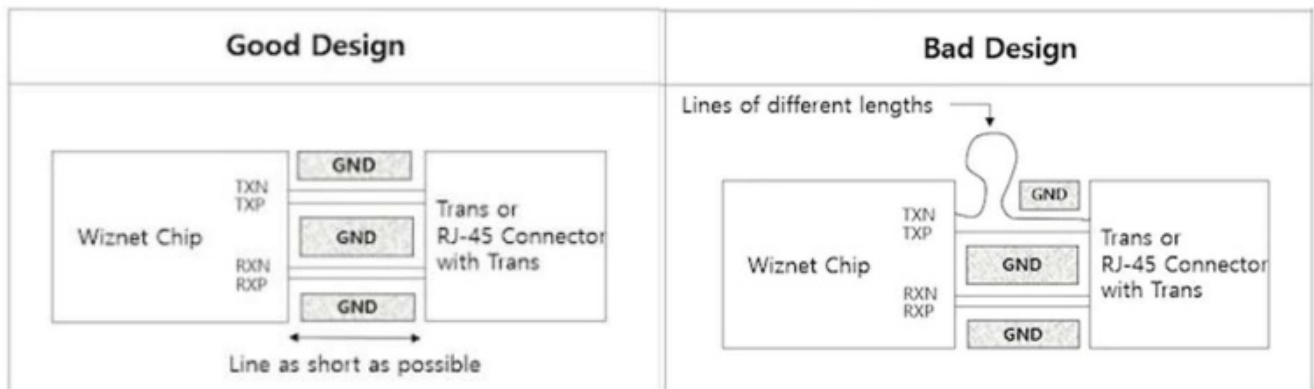 Good Design
GND
TXN
TXP
Wiznet Chip
GND
Trans or
RJ-45 Connector
with Trans
RXN
RXP
GND
Line as short as possible
Bad Design
Lines of different lengths
GND
TXN
TXP
Wiznet Chip
GND
Trans or
RJ-45 Connector
with Trans
RXN
RXP
GND